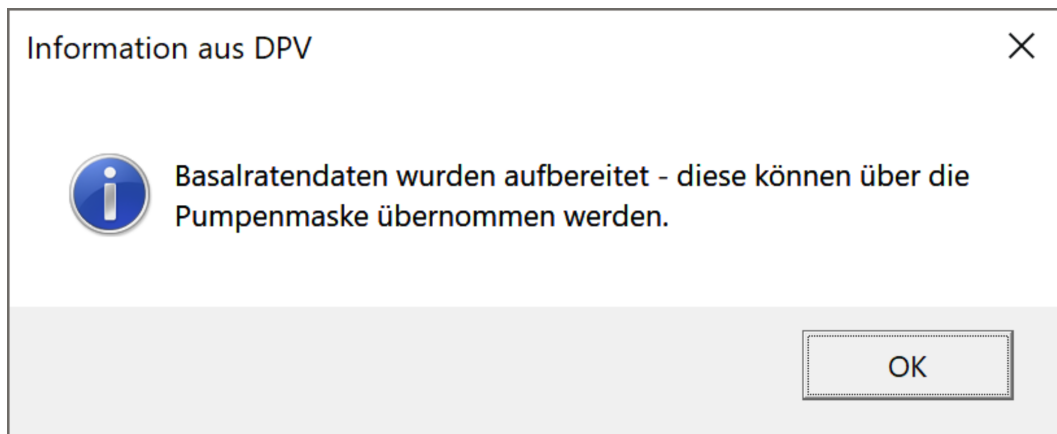 Information aus DPV
Basalratendaten wurden aufbereitet - diese können über die
Pumpenmaske übernommen werden.
OK